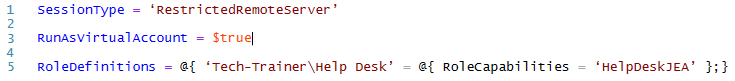 1 SessionType = ‘RestrictedRemoteServer’
2
3 RunAsVirtualAccount = $true
4
5 RoleDefinitions = @{ ‘Tech-Trainer\Help Desk’ = @{ RoleCapabilities = ‘HelpDeskJEA’ };}